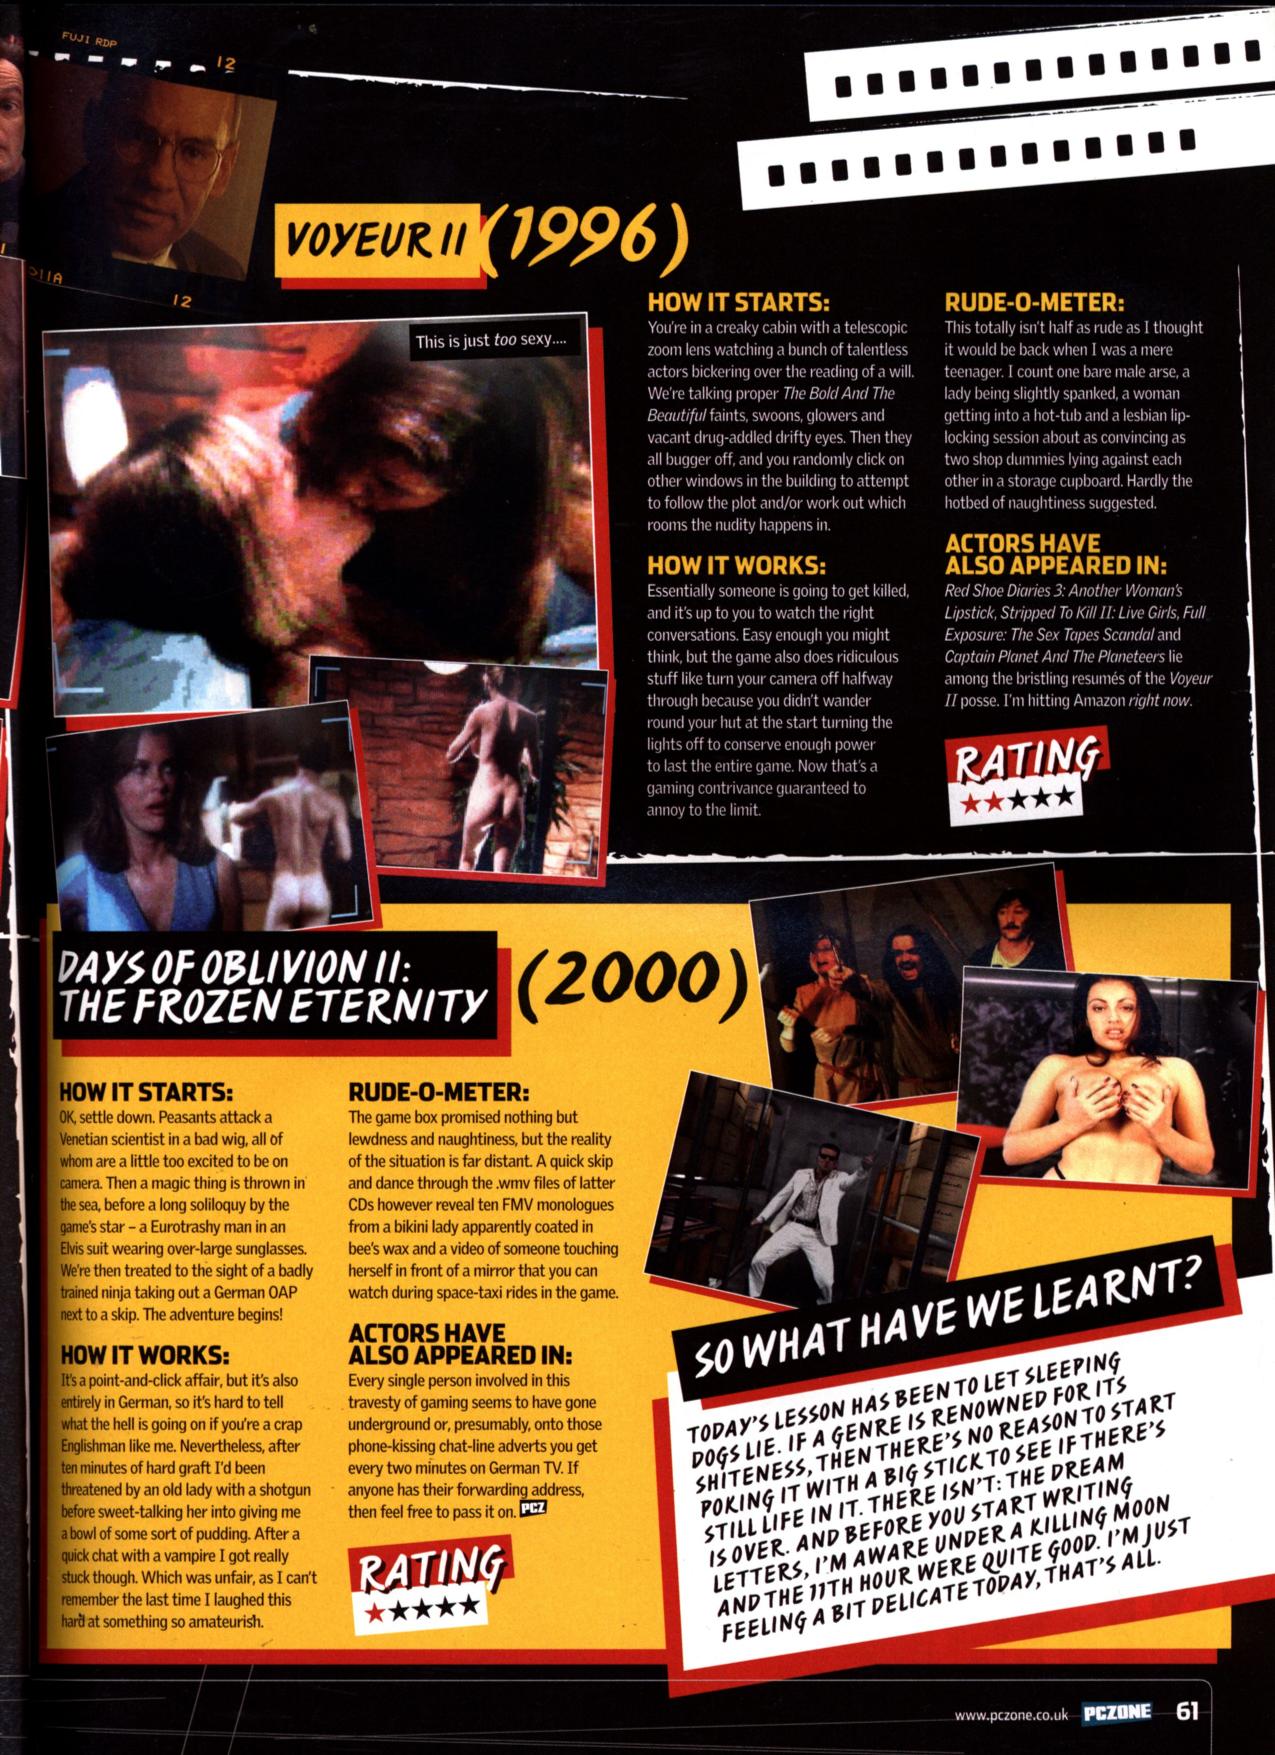 FUJI RDP
12
11A
12
VOYEUR II (1996)
This is just too sexy....
HOW IT STARTS:
You're in a creaky cabin with a telescopic
zoom lens watching a bunch of talentless
actors bickering over the reading of a will.
We're talking proper The Bold And The
Beautiful faints, swoons, glowers and
vacant drug-addled drifty eyes. Then they
all bugger off, and you randomly click on
other windows in the building to attempt
to follow the plot and/or work out which
rooms the nudity happens in.
HOW IT WORKS:
Essentially someone is going to get killed,
and it's up to you to watch the right
conversations. Easy enough you might
think, but the game also does ridiculous
stuff like turn your camera off halfway
through because you didn't wander
round your hut at the start turning the
lights off to conserve enough power
to last the entire game. Now that's a
gaming contrivance guaranteed to
annoy to the limit.
RUDE-O-METER:
This totally isn't half as rude as I thought
it would be back when I was a mere
teenager. I count one bare male arse, a
lady being slightly spanked, a woman
getting into a hot-tub and a lesbian lip-
locking session about as convincing as
two shop dummies lying against each
other in a storage cupboard. Hardly the
hotbed of naughtiness suggested.
ACTORS HAVE
ALSO APPEARED IN:
Red Shoe Diaries 3: Another Woman's
Lipstick, Stripped To Kill II: Live Girls, Full
Exposure: The Sex Tapes Scandal and
Captain Planet And The Planeteers lie
among the bristling resumés of the Voyeur
II posse. I'm hitting Amazon right now.
RATING
★★★★★
DAYS OF OBLIVION II:
THE FROZEN ETERNITY
(2000)
HOW IT STARTS:
OK, settle down. Peasants attack a
Venetian scientist in a bad wig, all of
whom are a little too excited to be on
camera. Then a magic thing is thrown in
the sea, before a long soliloquy by the
game's star – a Eurotrashy man in an
Elvis suit wearing over-large sunglasses.
We're then treated to the sight of a badly
trained ninja taking out a German OAP
next to a skip. The adventure begins!
HOW IT WORKS:
It's a point-and-click affair, but it's also
entirely in German, so it's hard to tell
what the hell is going on if you're a crap
Englishman like me. Nevertheless, after
ten minutes of hard graft I'd been
threatened by an old lady with a shotgun
before sweet-talking her into giving me
a bowl of some sort of pudding. After a
quick chat with a vampire I got really
stuck though. Which was unfair, as I can't
remember the last time I laughed this
hard at something so amateurish.
RUDE-O-METER:
The game box promised nothing but
lewdness and naughtiness, but the reality
of the situation is far distant. A quick skip
and dance through the .wmv files of latter
CDs however reveal ten FMV monologues
from a bikini lady apparently coated in
bee's wax and a video of someone touching
herself in front of a mirror that you can
watch during space-taxi rides in the game.
ACTORS HAVE
ALSO APPEARED IN:
Every single person involved in this
travesty of gaming seems to have gone
underground or, presumably, onto those
phone-kissing chat-line adverts you get
every two minutes on German TV. If
anyone has their forwarding address,
then feel free to pass it on. PCZ
RATING
★★★★★
SO WHAT HAVE WE LEARNT?
TODAY'S LESSON HAS BEEN TO LET SLEEPING
DOGS LIE. IF A GENRE IS RENOWNED FOR ITS
SHITENESS, THEN THERE'S NO REASON TO START
POKING IT WITH A BIG STICK TO SEE IF THERE'S
STILL LIFE IN IT. THERE ISN'T: THE DREAM
IS OVER. AND BEFORE YOU START WRITING
LETTERS, I'M AWARE UNDER A KILLING MOON
AND THE 11TH HOUR WERE QUITE GOOD. I'M JUST
FEELING A BIT DELICATE TODAY, THAT'S ALL.
www.pczone.co.uk PCZONE 61